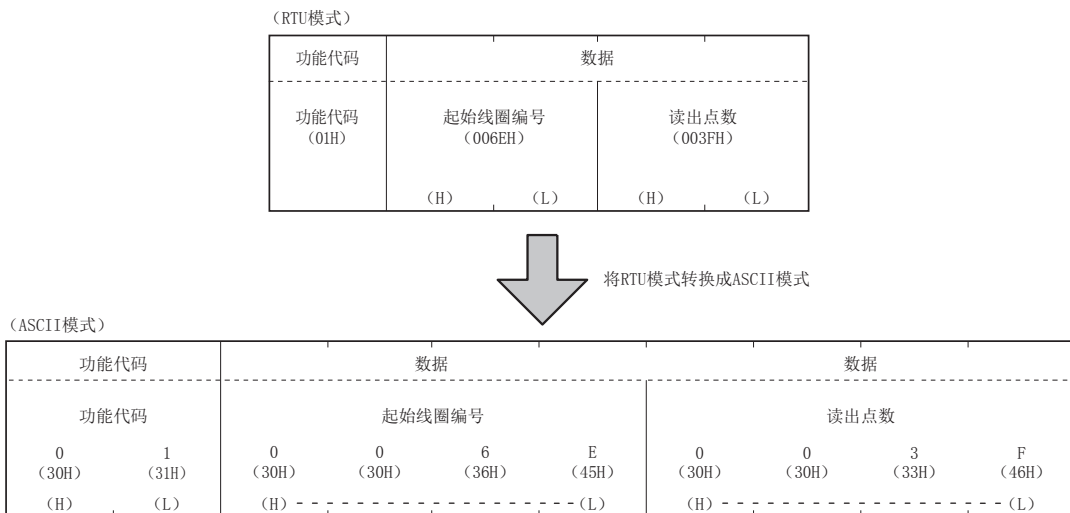 （RTU模式）
功能代码 数据
功能代码 起始线圈编号 读出点数
（01H） （006EH） （003FH）
（H） （L） （H） （L）
将RTU模式转换成ASCII模式
（ASCII模式）
功能代码 数据 数据
功能代码 起始线圈编号 读出点数
0 1 0 0 6 E 0 0 3 F
（30H） （31H） （30H） （30H） （36H） （45H） （30H） （30H） （33H） （46H）
（H） （L） （H） （L） （H） （L）